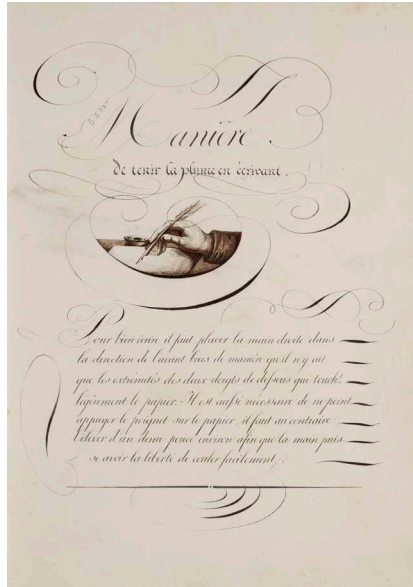 Manière
de tenir la plume en écrivant.
Pour bien écrire il faut placer la main droite dans
la direction de l'avant bras de manièr qu'il n'y ait
que les extrémités des deux doigts de dessous qui touch.t
légèrement le papier. Il est aussi nécessaire de ne point
appuyer le poignet sur le papier, il faut au contraire
l'élever d'un demi pouce environ afin que la main puis
se avoir la liberté de couler facilement.